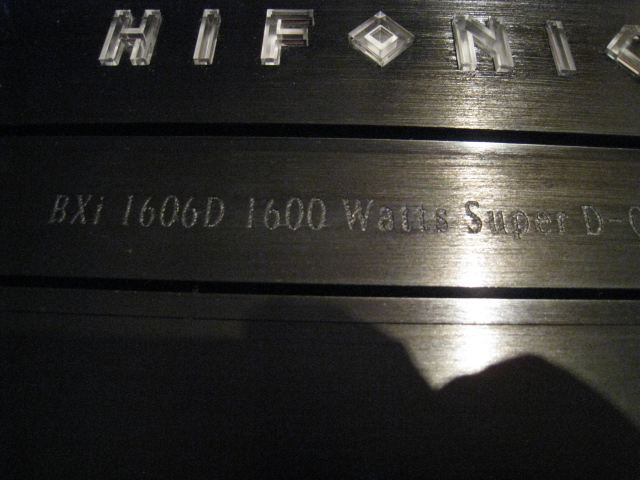 HIFONI
BXi 1606D 1600 Watts Super D-